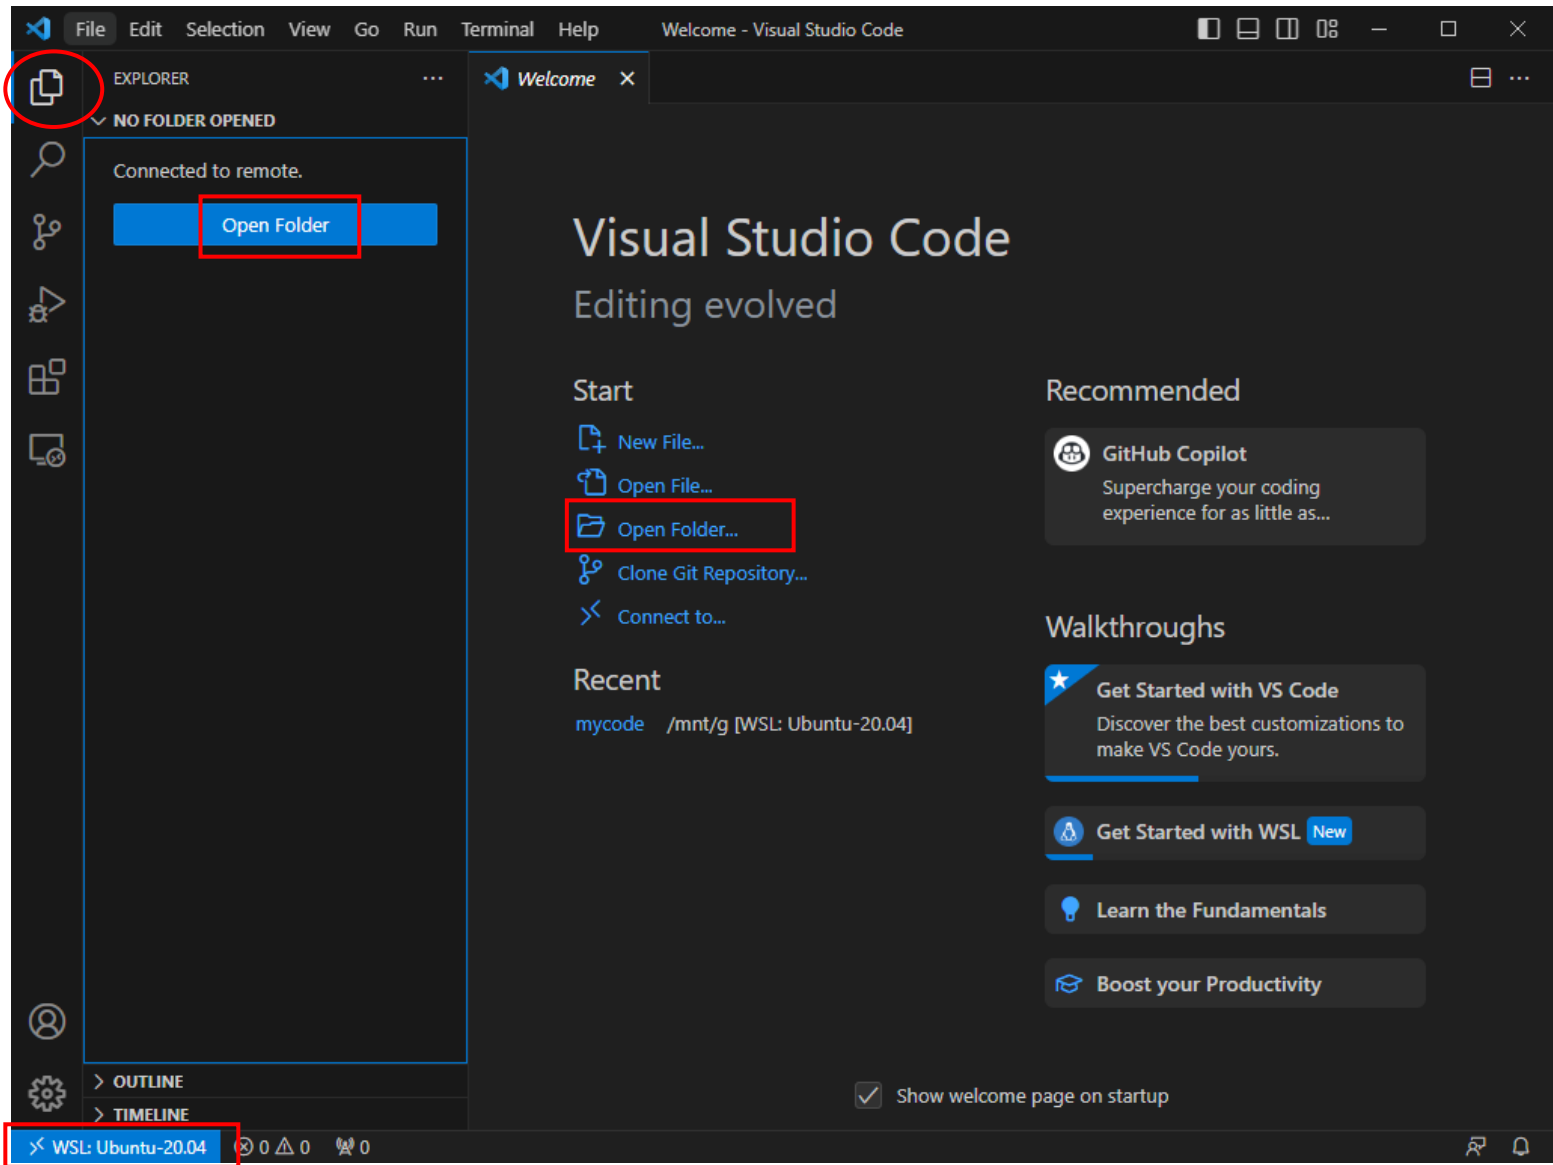 File Edit Selection View Go Run Terminal Help Welcome - Visual Studio Code
EXPLORER
Welcome
NO FOLDER OPENED
Connected to remote.
Open Folder
Visual Studio Code
Editing evolved
Start
New File...
Open File...
Open Folder...
Clone Git Repository...
Connect to...
Recent
mycode /mnt/g [WSL: Ubuntu-20.04]
Recommended
GitHub Copilot
Supercharge your coding
experience for as little as...
Walkthroughs
Get Started with VS Code
Discover the best customizations to
make VS Code yours.
Get Started with WSL New
Learn the Fundamentals
Boost your Productivity
Show welcome page on startup
OUTLINE
TIMELINE
WSL: Ubuntu-20.04 0 0 0